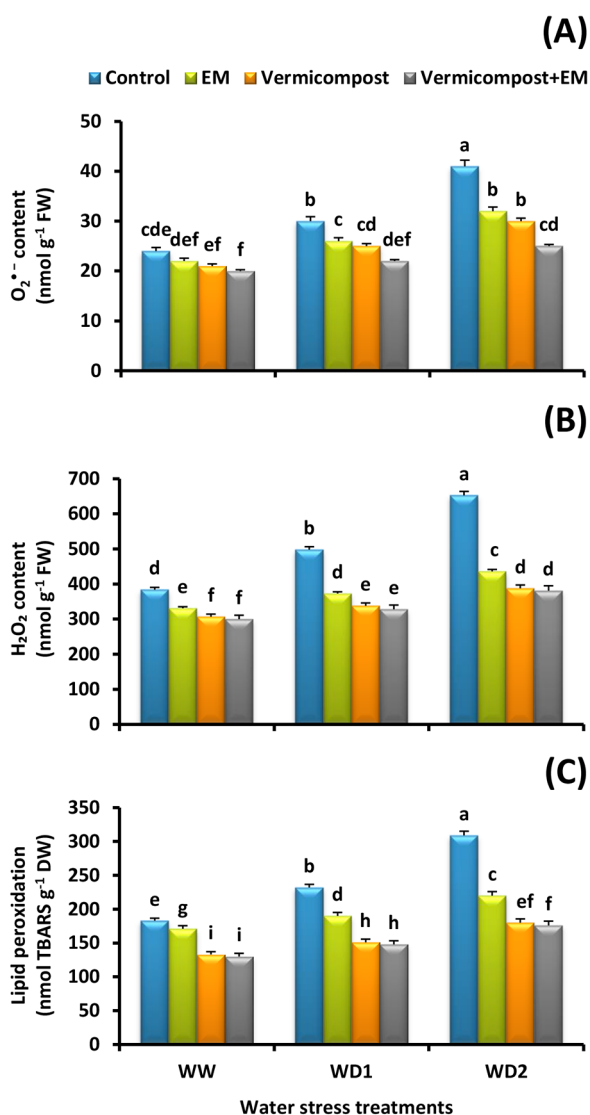 (A)
Control EM Vermicompost Vermicompost+EM
O₂•− content
(nmol g⁻¹ FW)
50
40
30
20
10
0
cde def ef f
b c cd def
a b b cd
(B)
H₂O₂ content
(nmol g⁻¹ FW)
700
600
500
400
300
200
100
0
d e f f
b d e e
a c d d
(C)
Lipid peroxidation
(nmol TBARS g⁻¹ DW)
350
300
250
200
150
100
50
0
e g i i
b d h h
a c ef f
WW WD1 WD2
Water stress treatments